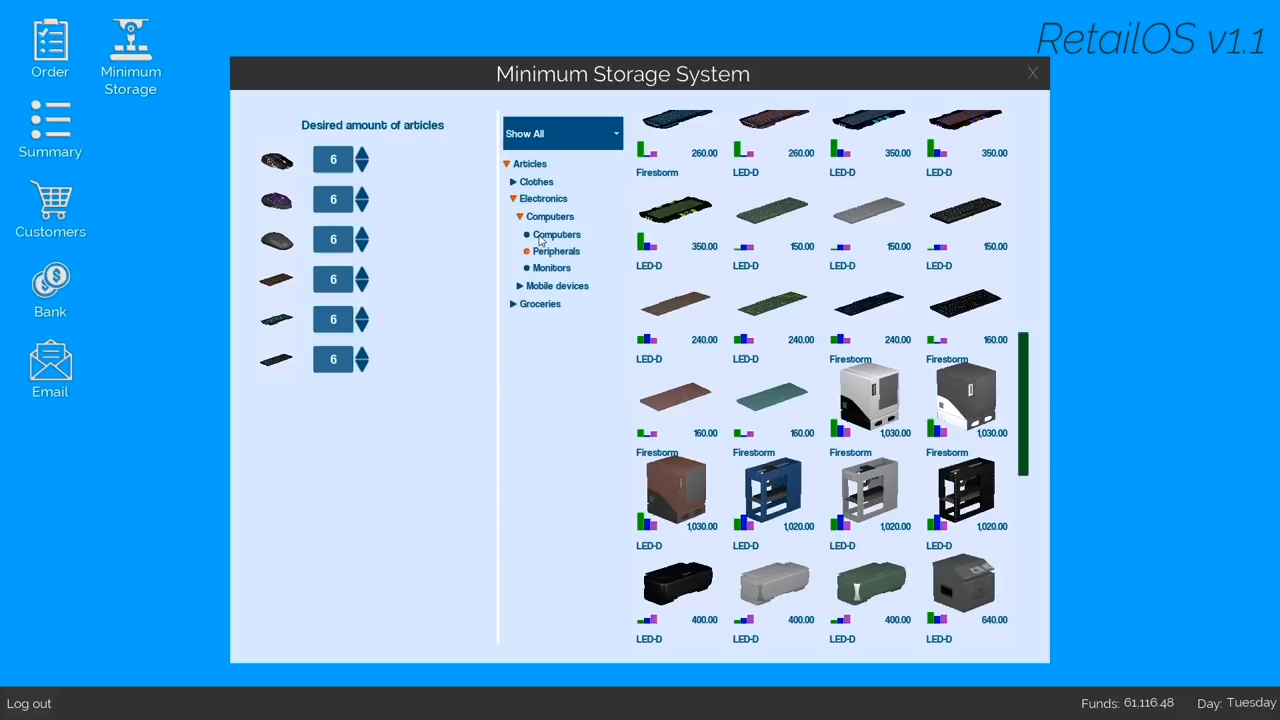 RetailOS v1.1
Order
Minimum
Storage
Summary
Customers
Bank
Email
Minimum Storage System
X
Desired amount of articles
6
6
6
6
6
6
Show All
Articles
Clothes
Electronics
Computers
Computers
Peripherals
Monitors
Mobile devices
Groceries
260.00 260.00 350.00 350.00
Firestorm LED-D LED-D LED-D
350.00 150.00 150.00 150.00
LED-D LED-D LED-D LED-D
240.00 240.00 240.00 160.00
LED-D LED-D Firestorm Firestorm
160.00 160.00 1,030.00 1,030.00
Firestorm Firestorm Firestorm Firestorm
1,030.00 1,020.00 1,020.00 1,020.00
LED-D LED-D LED-D LED-D
400.00 400.00 400.00 640.00
LED-D LED-D LED-D LED-D
Log out
Funds: 61,116.48 Day: Tuesday